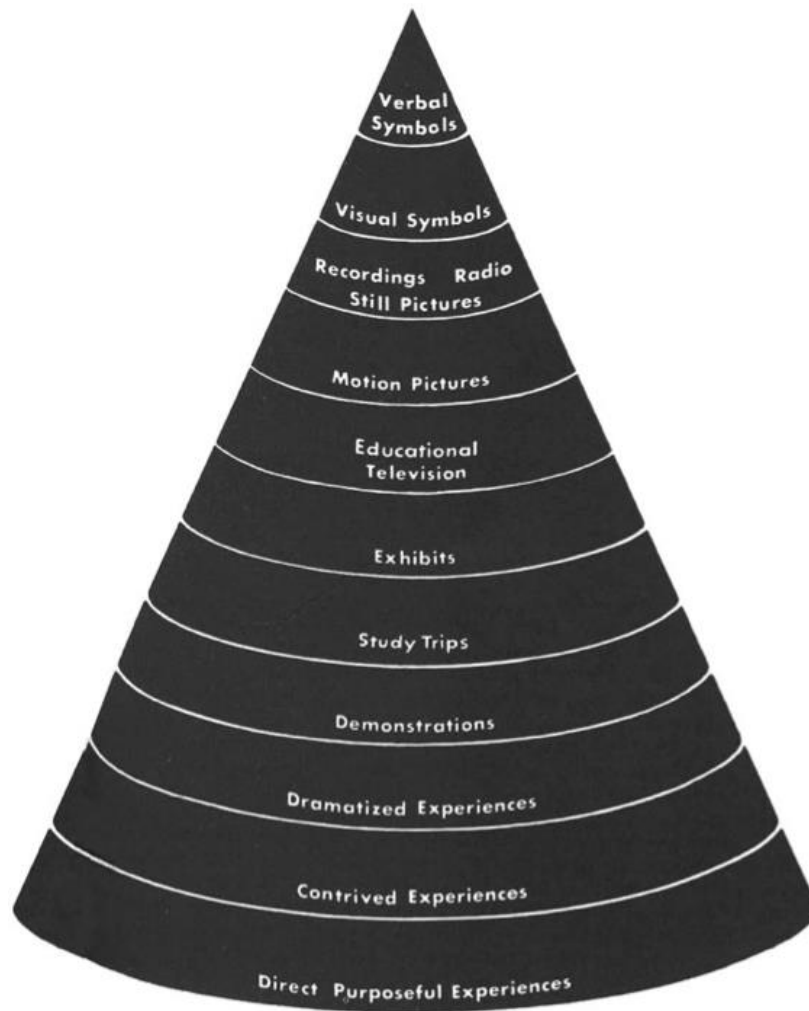 Verbal
Symbols
Visual Symbols
Recordings Radio
Still Pictures
Motion Pictures
Educational
Television
Exhibits
Study Trips
Demonstrations
Dramatized Experiences
Contrived Experiences
Direct Purposeful Experiences